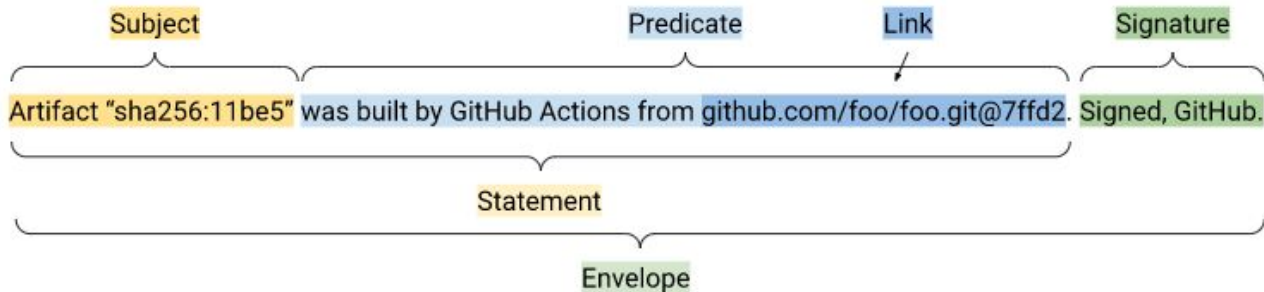 Subject Predicate Link Signature
Artifact “sha256:11be5” was built by GitHub Actions from github.com/foo/foo.git@7ffd2. Signed, GitHub.
Statement
Envelope